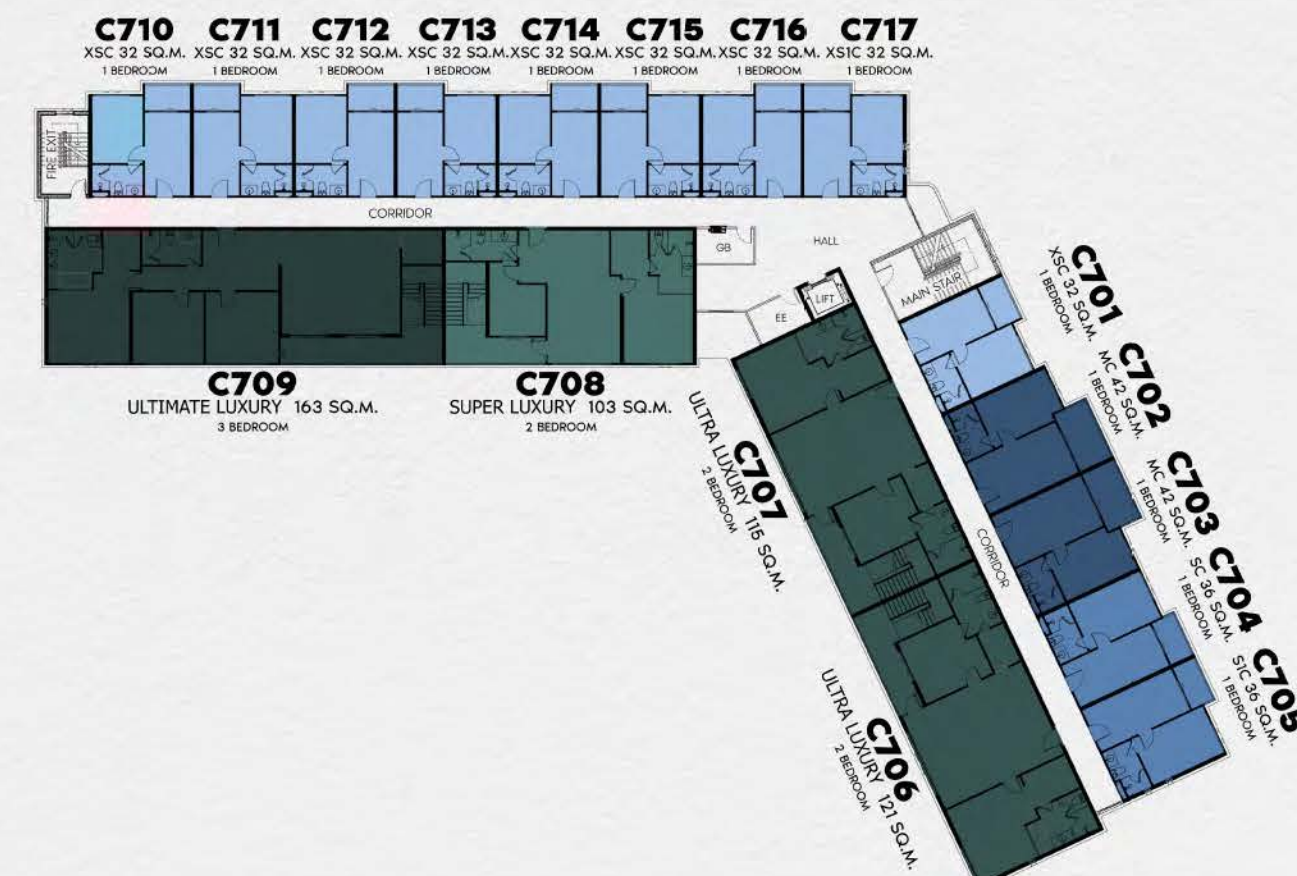 C710
XSC 32 SQ.M.
1 BEDROOM
C711
XSC 32 SQ.M.
1 BEDROOM
C712
XSC 32 SQ.M.
1 BEDROOM
C713
XSC 32 SQ.M.
1 BEDROOM
C714
XSC 32 SQ.M.
1 BEDROOM
C715
XSC 32 SQ.M.
1 BEDROOM
C716
XSC 32 SQ.M.
1 BEDROOM
C717
XS1C 32 SQ.M.
1 BEDROOM
FIRE EXIT
CORRIDOR
GB
HALL
MAIN STAIR
LIFT
EE
C709
ULTIMATE LUXURY 163 SQ.M.
3 BEDROOM
C708
SUPER LUXURY 103 SQ.M.
2 BEDROOM
C701
XSC 32 SQ.M.
1 BEDROOM
C702
MC 42 SQ.M.
1 BEDROOM
C703
MC 42 SQ.M.
1 BEDROOM
C704
SC 36 SQ.M.
1 BEDROOM
C705
S1C 36 SQ.M.
1 BEDROOM
CORRIDOR
C707
ULTRA LUXURY 115 SQ.M.
2 BEDROOM
C706
ULTRA LUXURY 121 SQ.M.
2 BEDROOM